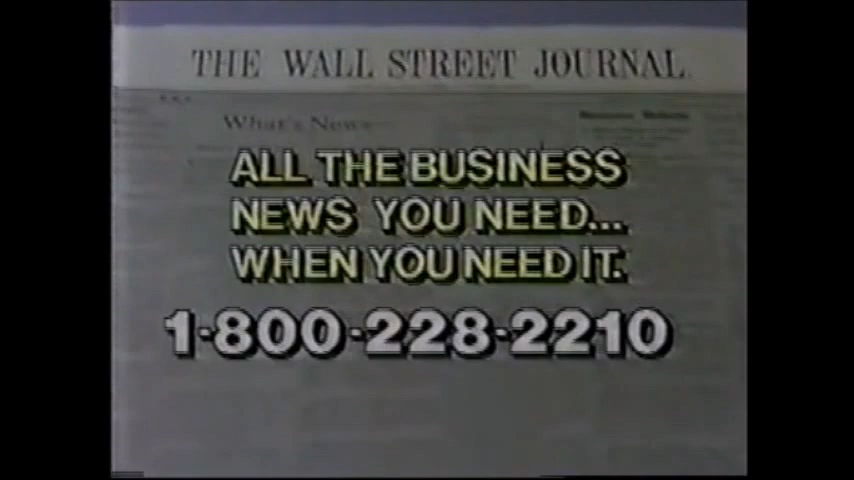 THE WALL STREET JOURNAL
What's News
ALL THE BUSINESS
NEWS YOU NEED...
WHEN YOU NEED IT.
1-800-228-2210